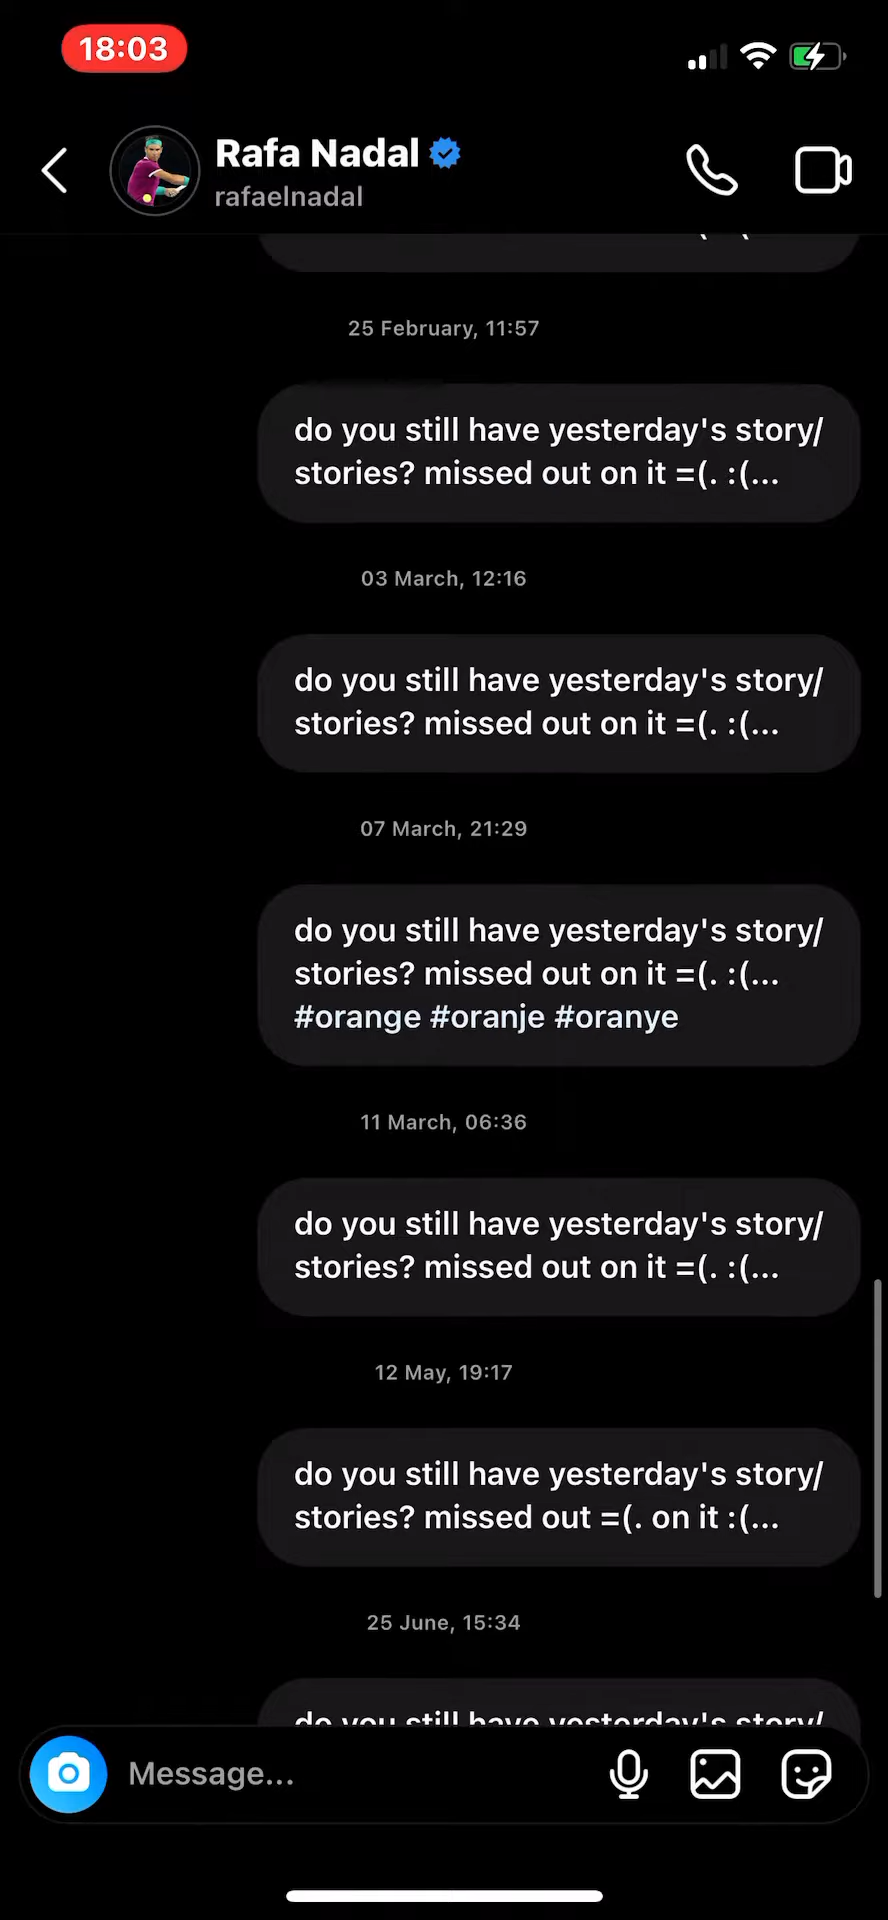 18:03
Rafa Nadal
rafaelnadal
25 February, 11:57
do you still have yesterday's story/
stories? missed out on it =(. :(...
03 March, 12:16
do you still have yesterday's story/
stories? missed out on it =(. :(...
07 March, 21:29
do you still have yesterday's story/
stories? missed out on it =(. :(...
#orange #oranje #oranye
11 March, 06:36
do you still have yesterday's story/
stories? missed out on it =(. :(...
12 May, 19:17
do you still have yesterday's story/
stories? missed out =(. on it :(...
25 June, 15:34
do you still have yesterday's story/
Message...